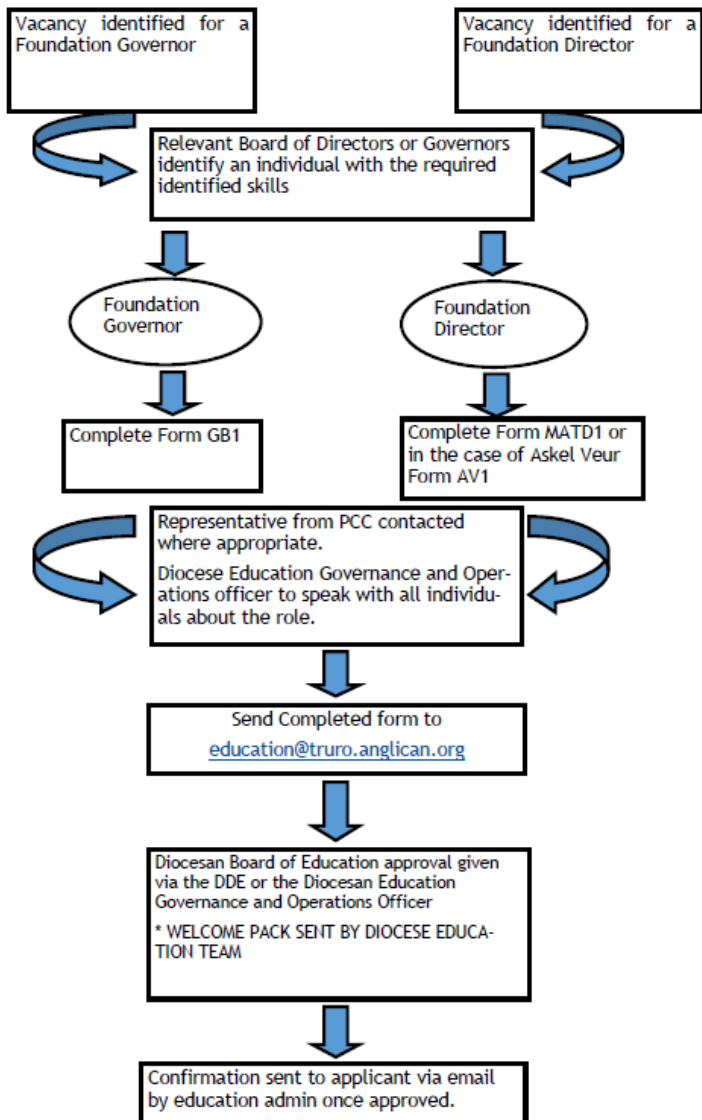 Vacancy identified for a
Foundation Governor
Vacancy identified for a
Foundation Director
Relevant Board of Directors or Governors
identify an individual with the required
identified skills
Foundation
Governor
Foundation
Director
Complete Form GB1
Complete Form MATD1 or
in the case of Askel Veur
Form AV1
Representative from PCC contacted
where appropriate.
Diocese Education Governance and Oper-
ations officer to speak with all individu-
als about the role.
Send Completed form to
education@truro.anglican.org
Diocesan Board of Education approval given
via the DDE or the Diocesan Education
Governance and Operations Officer
* WELCOME PACK SENT BY DIOCESE EDUCA-
TION TEAM
Confirmation sent to applicant via email
by education admin once approved.